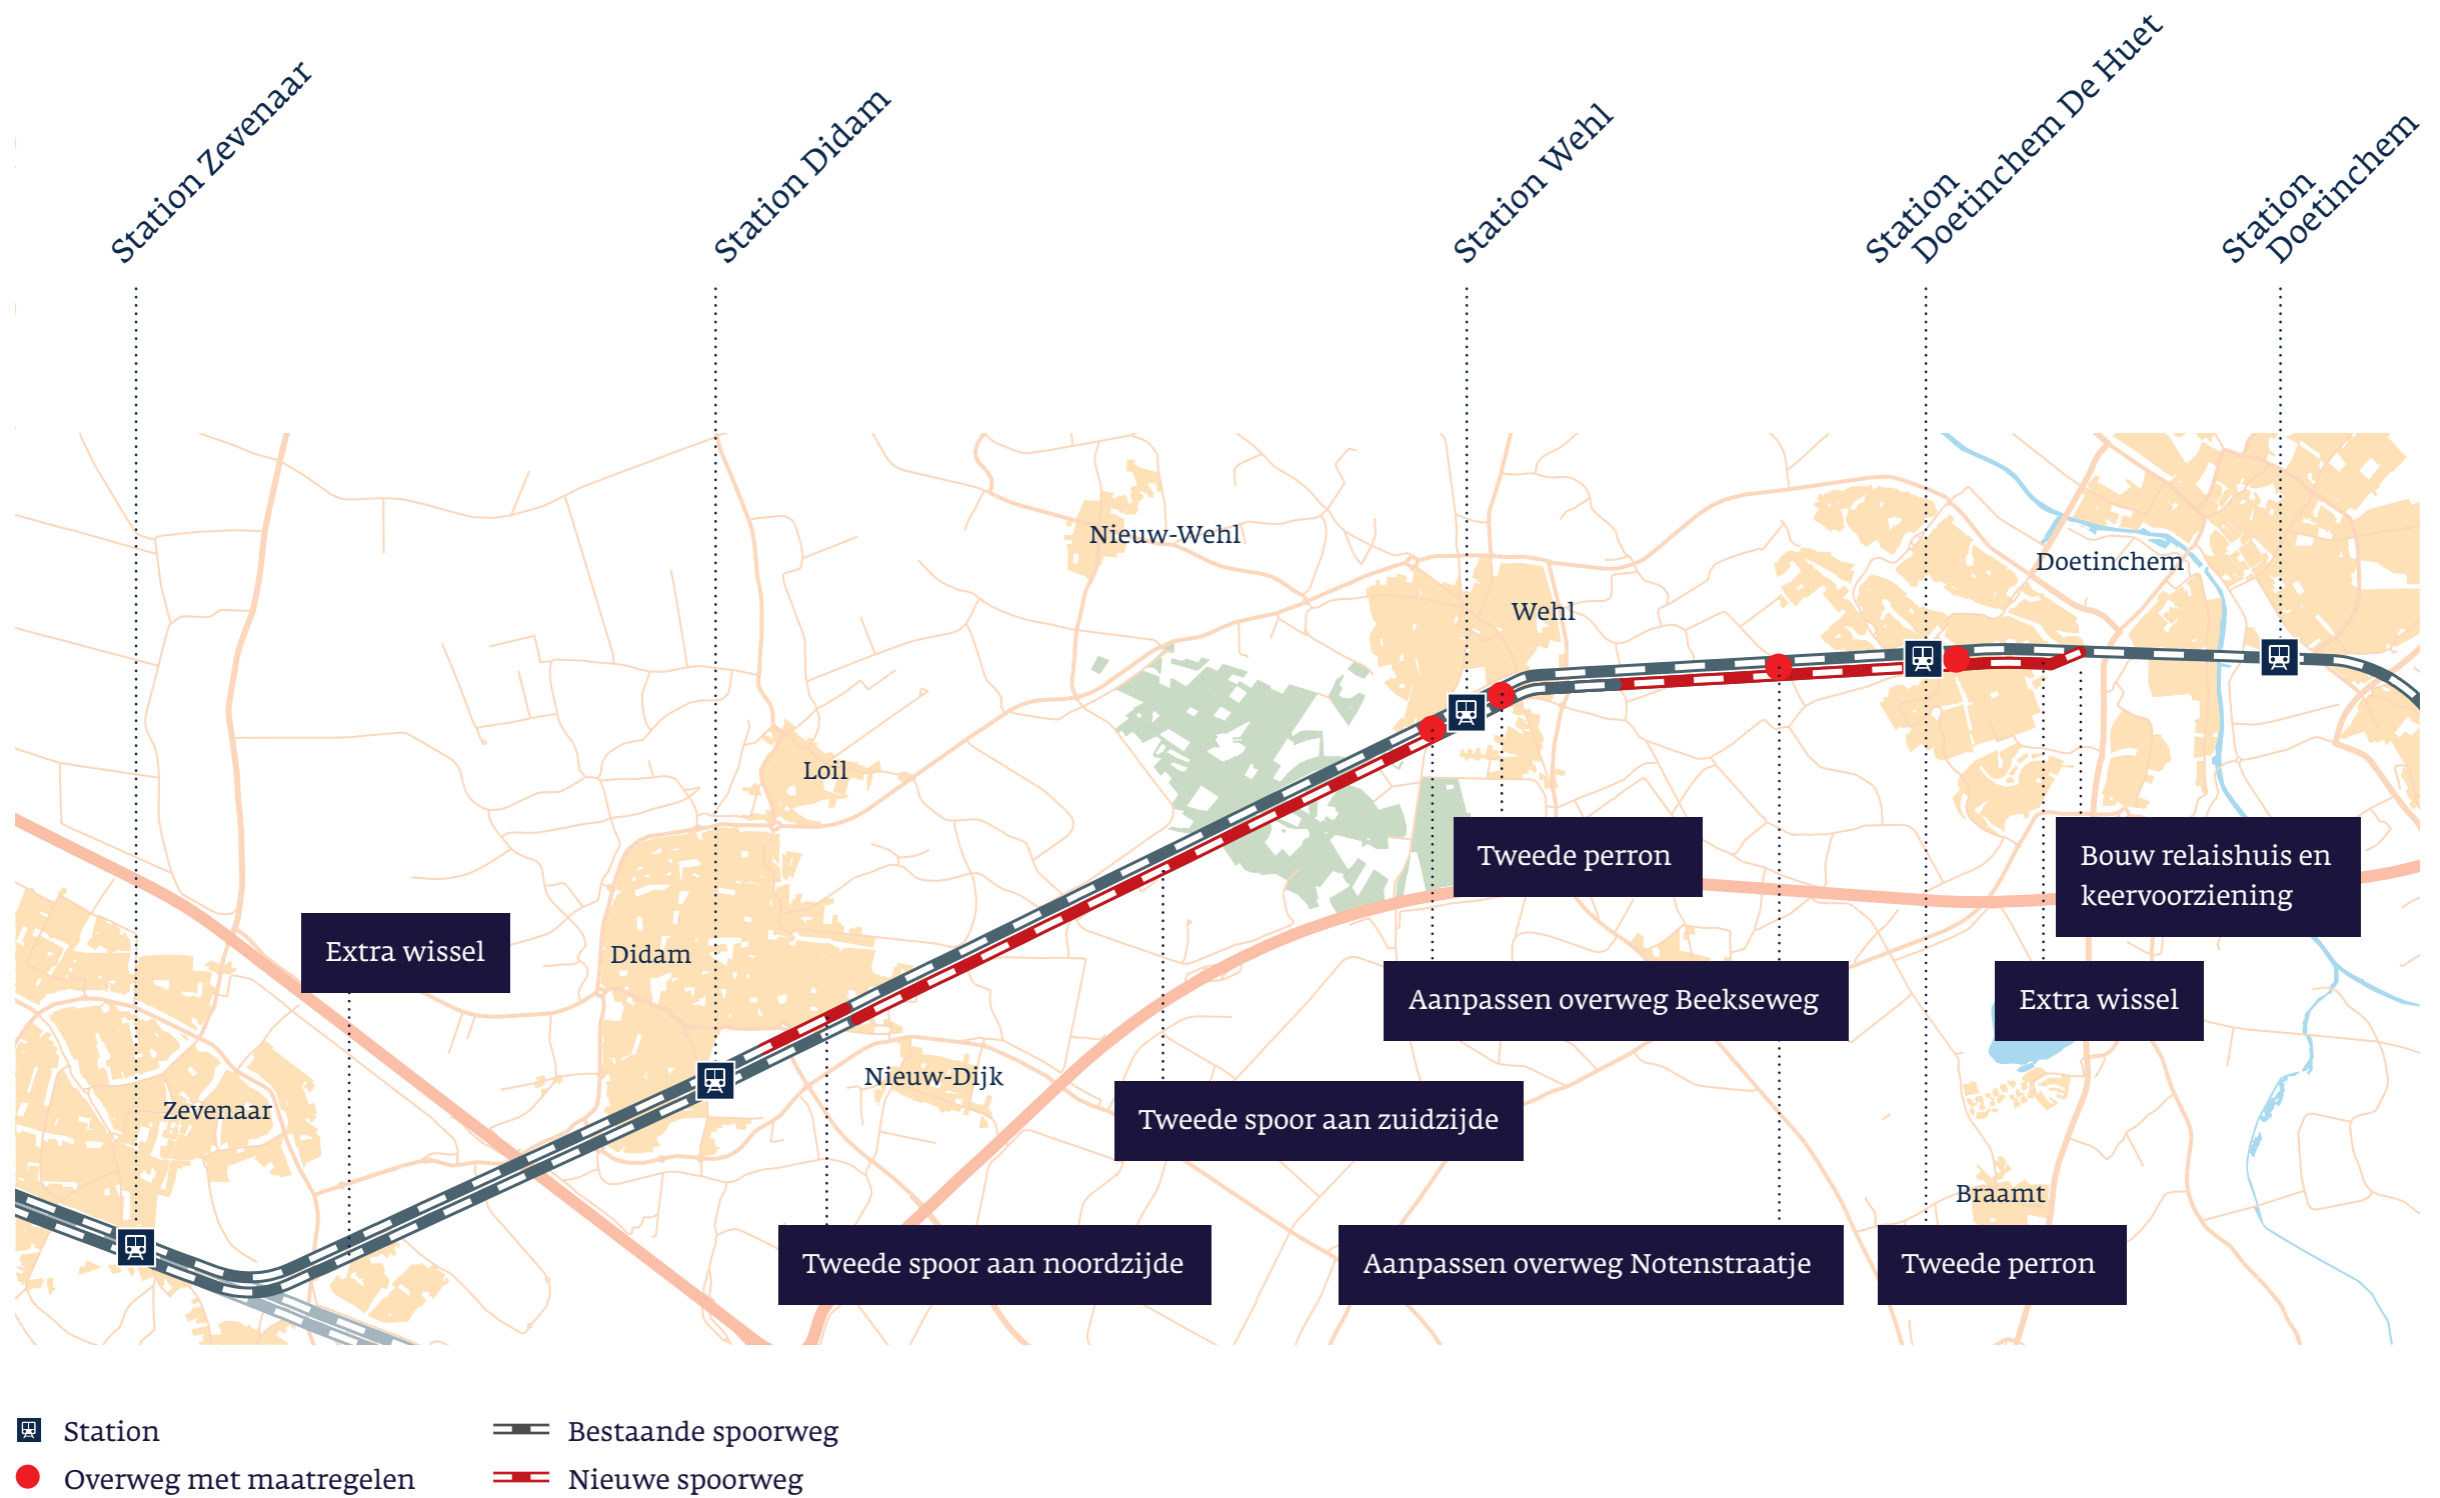 Station Zevenaar
Station Didam
Station Wehl
Station
Doetinchem De Huet
Station
Doetinchem
Nieuw-Wehl
Doetinchem
Wehl
Loil
Tweede perron
Bouw relaishuis en
keervoorziening
Extra wissel
Didam
Aanpassen overweg Beekseweg
Extra wissel
Nieuw-Dijk
Zevenaar
Tweede spoor aan zuidzijde
Braamt
Tweede spoor aan noordzijde
Aanpassen overweg Notenstraatje
Tweede perron
Station
Bestaande spoorweg
Overweg met maatregelen
Nieuwe spoorweg